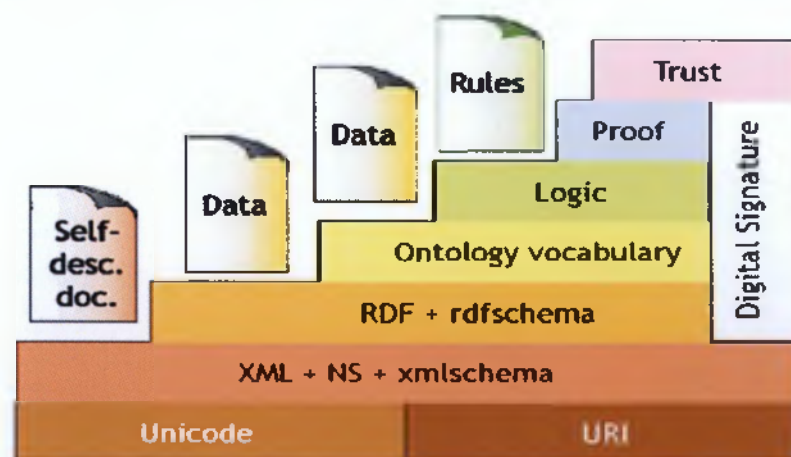 Rules
Trust
Data
Proof
Data
Logic
Self-
desc.
doc.
Ontology vocabulary
Digital Signature
RDF + rdfschema
XML + NS + xmlschema
Unicode
URI